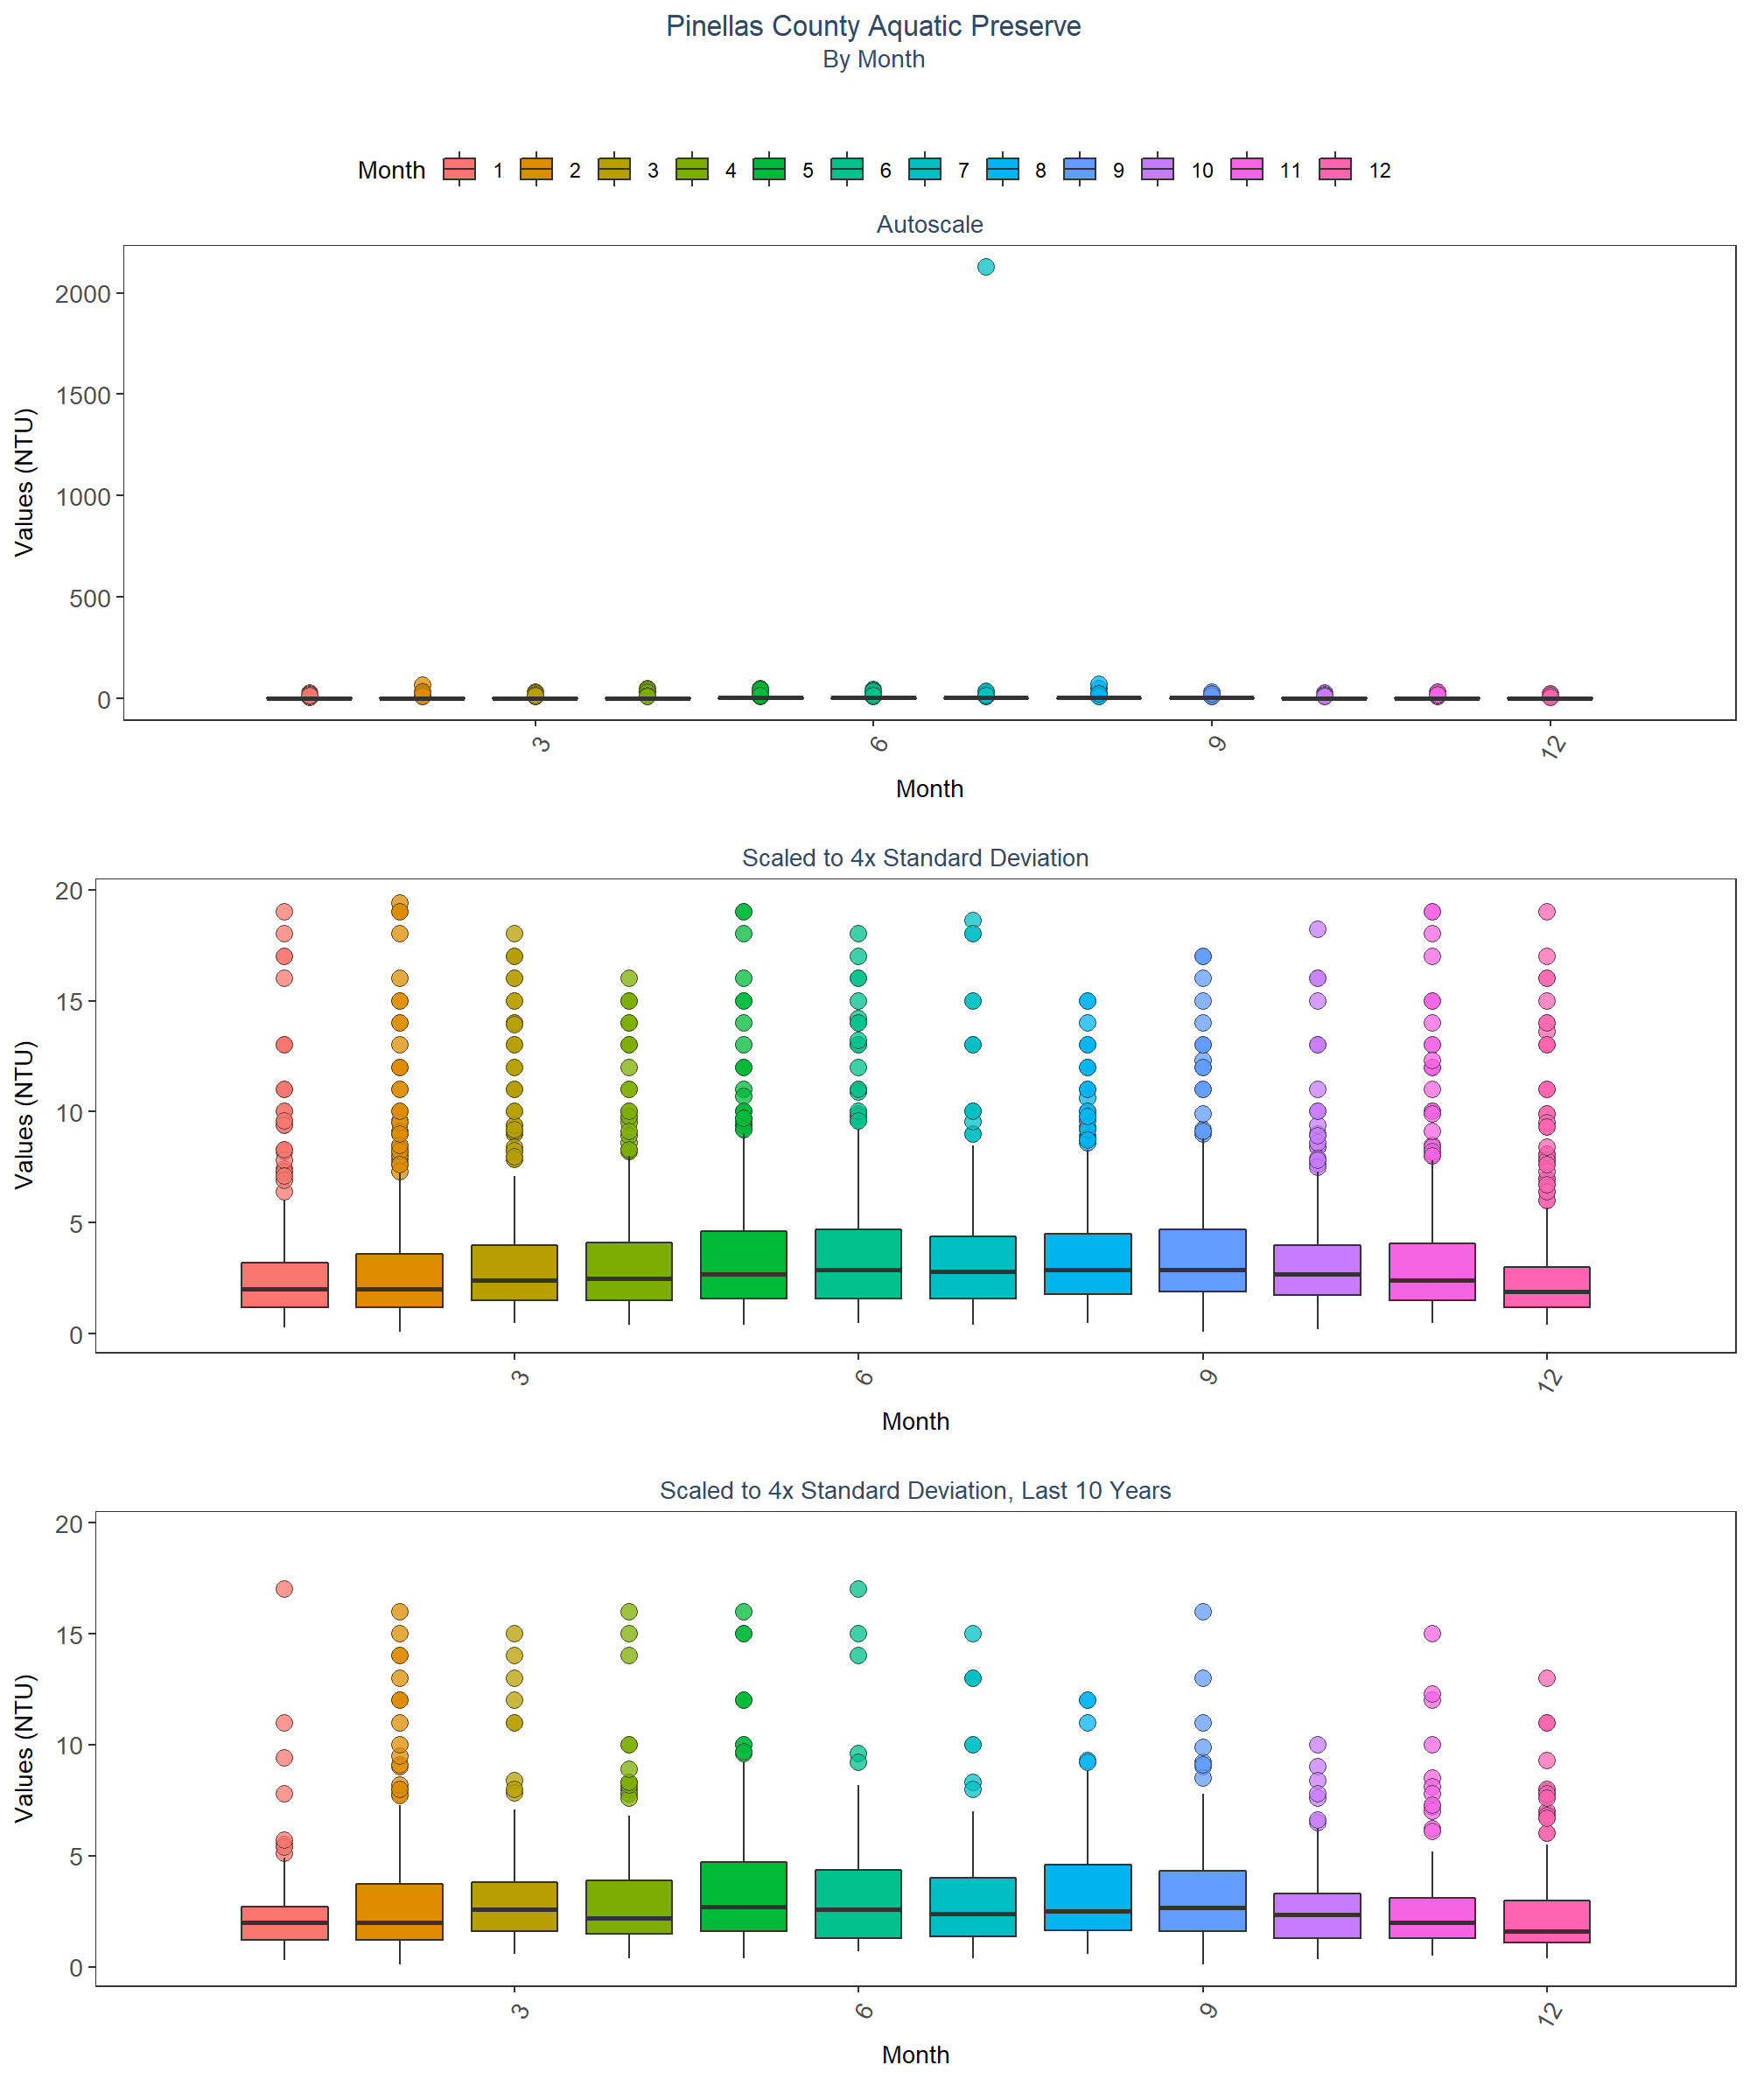 Pinellas County Aquatic Preserve
By Month
Month 1 2 3 4 5 6 7 8 9 10 11 12
Autoscale
Values (NTU)
2000
1500
1000
500
0
3 6 9 12
Month
Scaled to 4x Standard Deviation
Values (NTU)
20
15
10
5
0
3 6 9 12
Month
Scaled to 4x Standard Deviation, Last 10 Years
Values (NTU)
20
15
10
5
0
3 6 9 12
Month